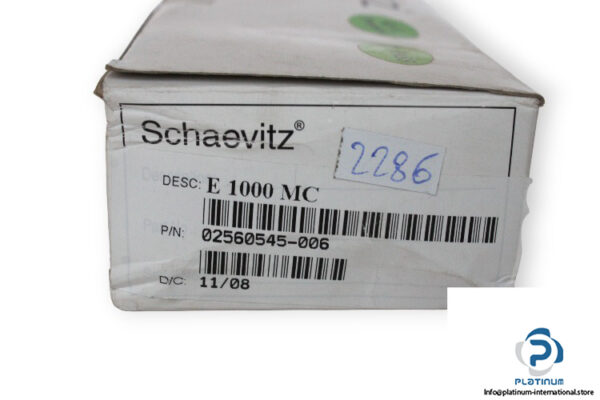 Schaevitz®
2286
DESC: E 1000 MC
P/N: 02560545-006
D/C: 11/08
PLATINUM
Info@platinum-international.store